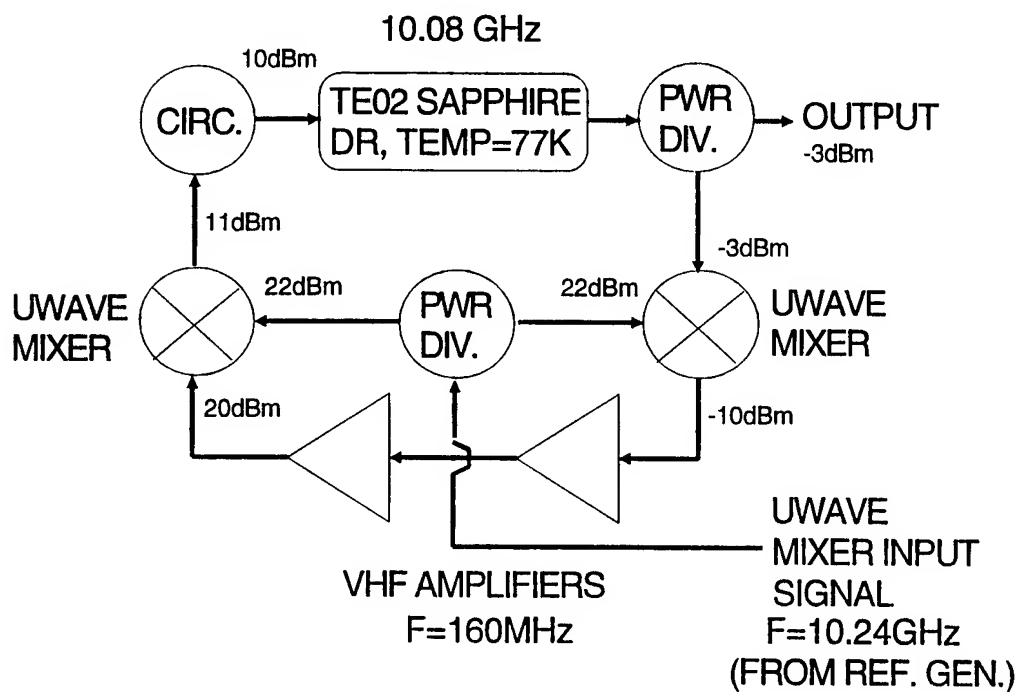 10.08 GHz
10dBm
CIRC.
TE02 SAPPHIRE
DR, TEMP=77K
PWR
DIV.
OUTPUT
-3dBm
11dBm
-3dBm
UWAVE
MIXER
22dBm
PWR
DIV.
22dBm
UWAVE
MIXER
20dBm
-10dBm
VHF AMPLIFIERS
F=160MHz
UWAVE
MIXER INPUT
SIGNAL
F=10.24GHz
(FROM REF. GEN.)